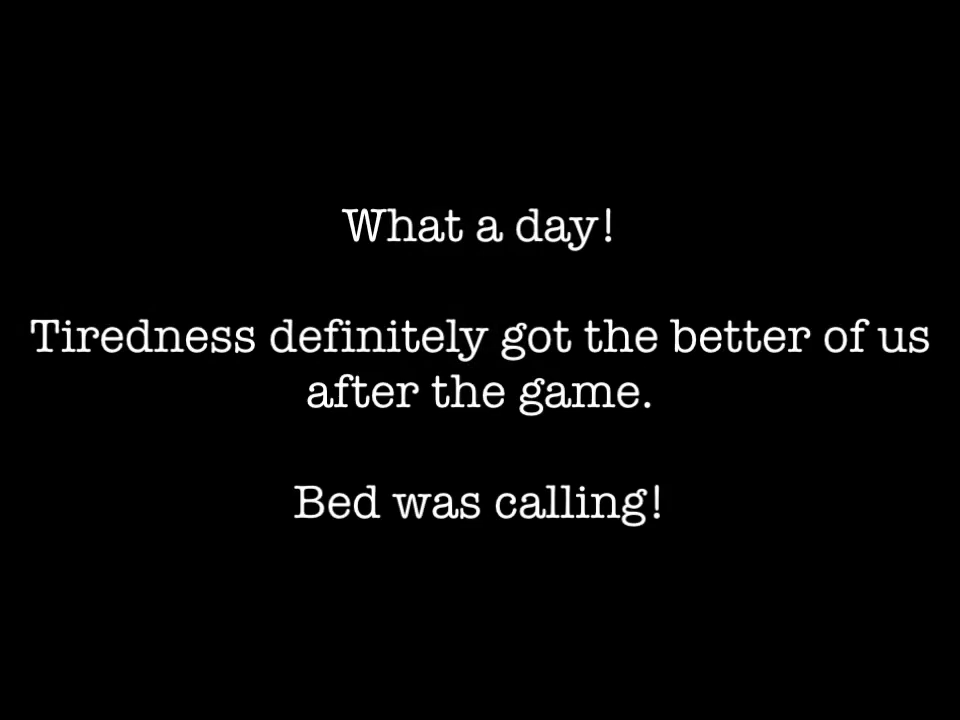 What a day!
Tiredness definitely got the better of us
after the game.
Bed was calling!